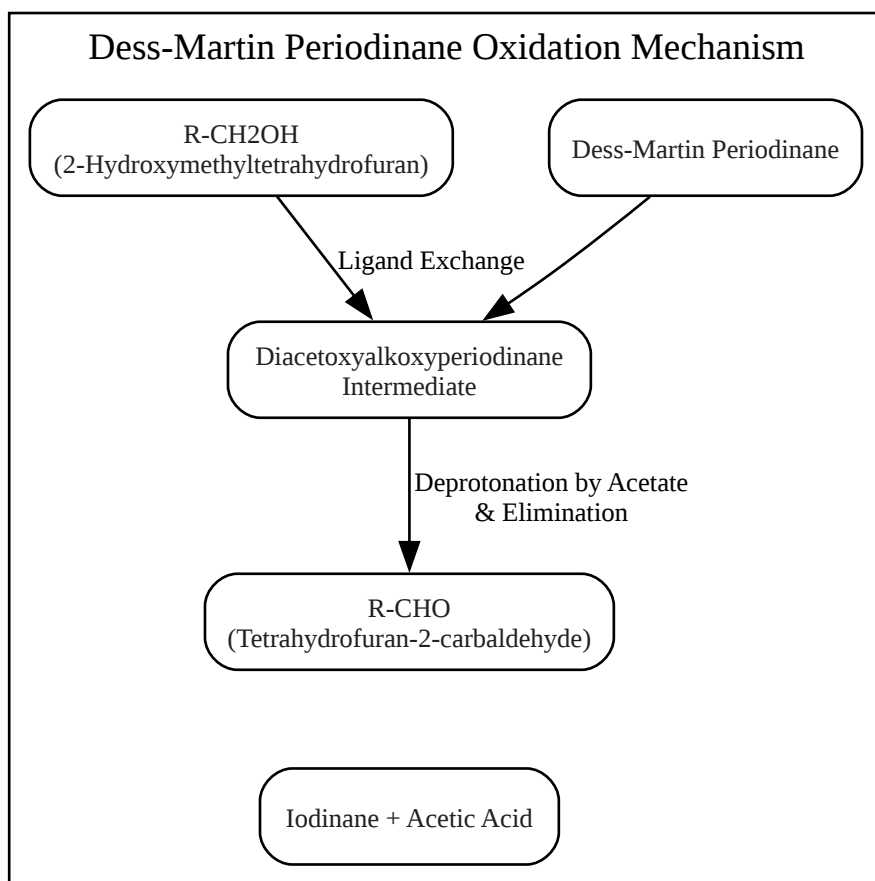 Dess-Martin Periodinane Oxidation Mechanism
R-CH2OH
(2-Hydroxymethyltetrahydrofuran)
Dess-Martin Periodinane
Ligand Exchange
Diacetoxyalkoxyperiodinane
Intermediate
Deprotonation by Acetate
& Elimination
R-CHO
(Tetrahydrofuran-2-carbaldehyde)
Iodinane + Acetic Acid